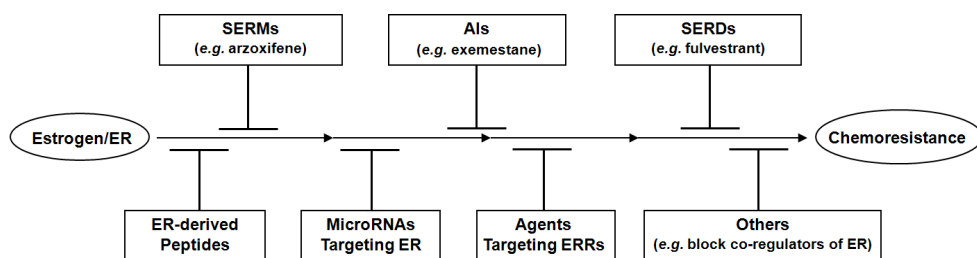 SERMs
(e.g. arzoxifene)
AIs
(e.g. exemestane)
SERDs
(e.g. fulvestrant)
Estrogen/ER
Chemoresistance
ER-derived
Peptides
MicroRNAs
Targeting ER
Agents
Targeting ERRs
Others
(e.g. block co-regulators of ER)